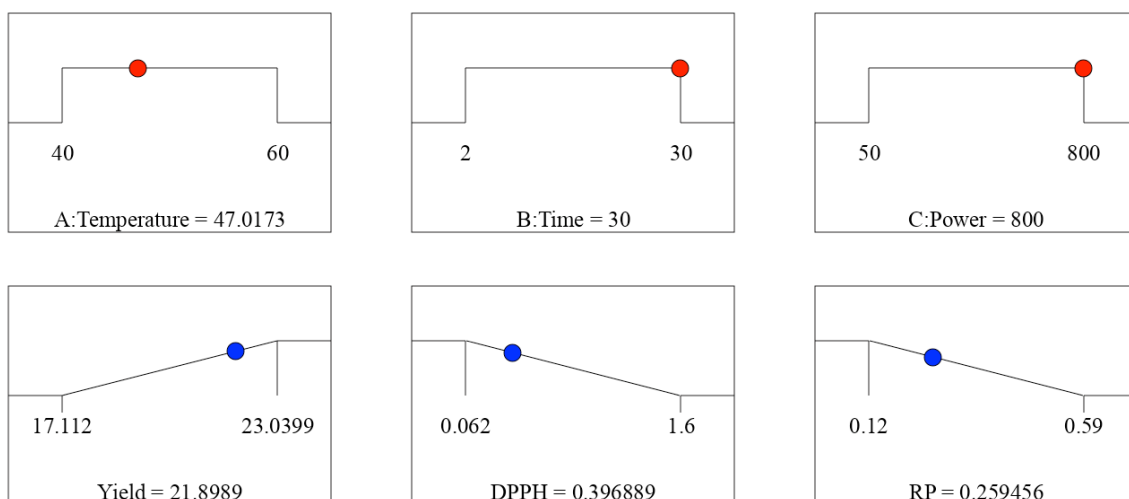 40 60
A:Temperature = 47.0173
2 30
B:Time = 30
50 800
C:Power = 800
17.112 23.0399
Yield = 21.8989
0.062 1.6
DPPH = 0.396889
0.12 0.59
RP = 0.259456